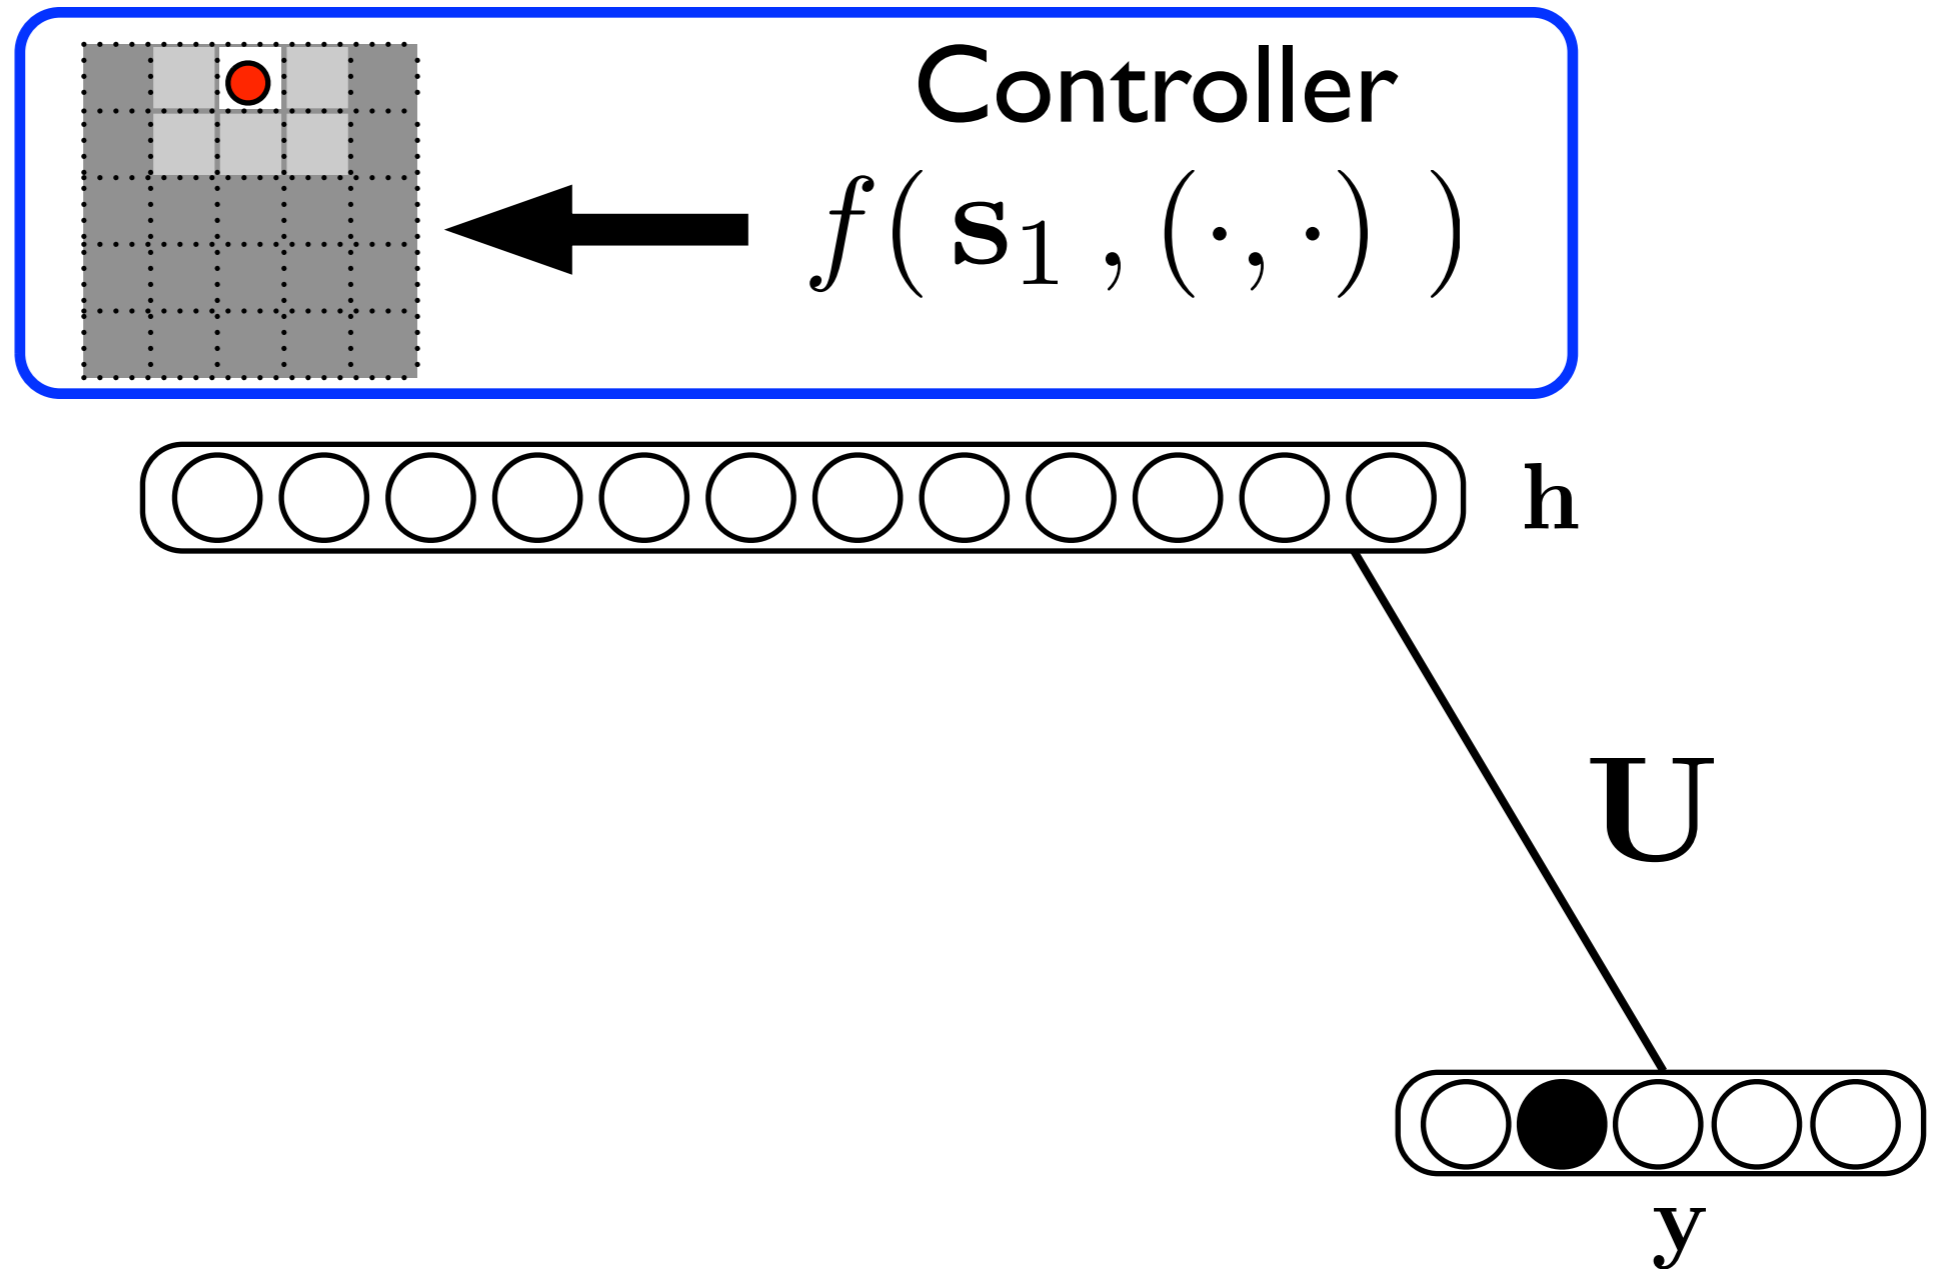 Controller
f( s₁ , (·, ·) )
h
U
y